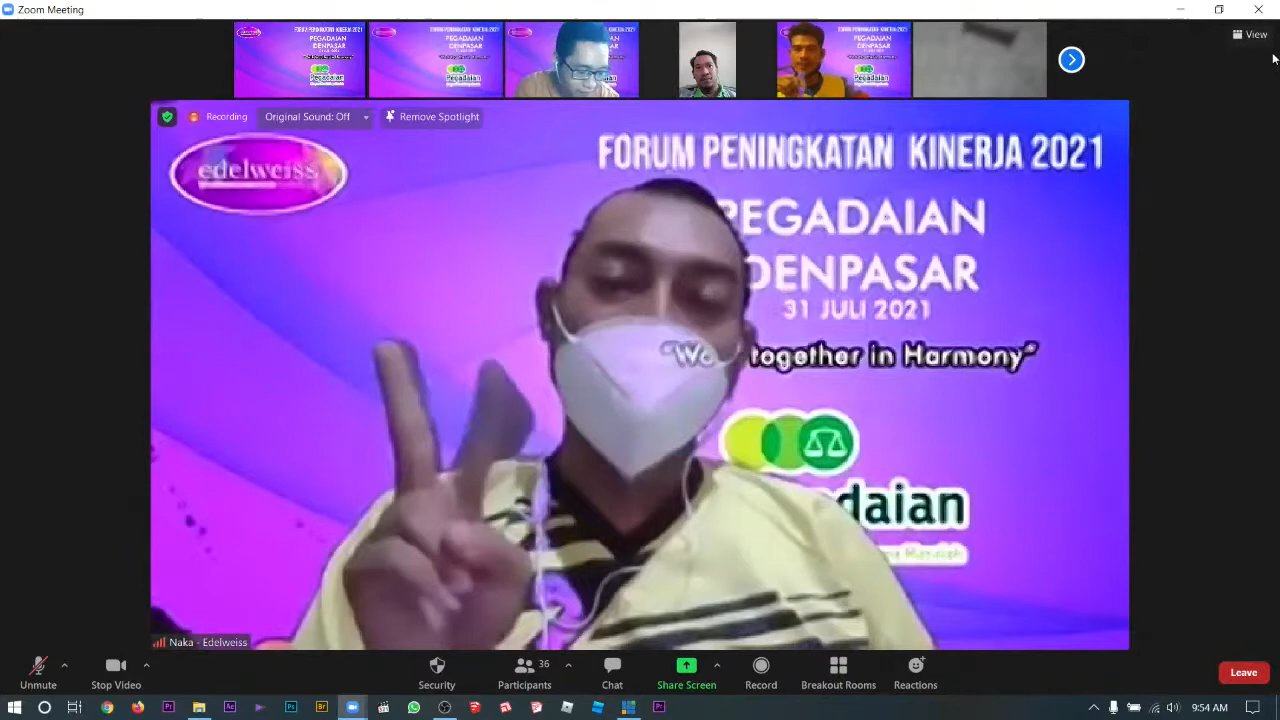 Zoom Meeting
View
Recording
Original Sound: Off
Remove Spotlight
edelweiss
FORUM PENINGKATAN KINERJA 2021
PEGADAIAN
DENPASAR
31 JULI 2021
together in Harmony"
daian
Naka - Edelweiss
Unmute
Stop Video
Security
Participants
36
Chat
Share Screen
Record
Breakout Rooms
Reactions
Leave
9:54 AM